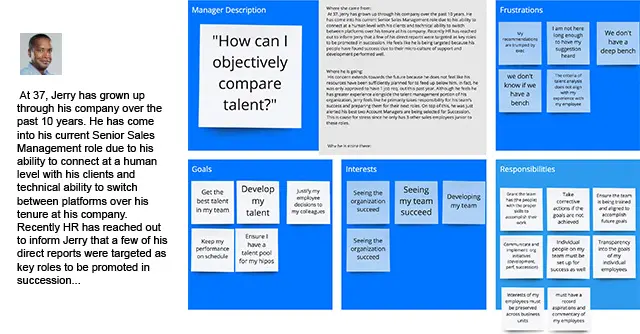 At 37, Jerry has grown up
through his company over the
past 10 years. He has come
into his current Senior Sales
Management role due to his
ability to connect at a human
level with his clients and
technical ability to switch
between platforms over his
tenure at his company.
Recently HR has reached out
to inform Jerry that a few of his
direct reports were targeted as
key roles to be promoted in
succession...
Manager Description
"How can I
objectively
compare
talent?"
Where she came from:
At 37, Jerry has grown up through his company over the past 10 years. He
has come into his current Senior Sales Management role due to his ability to
connect at a human level with his clients and technical ability to switch
between platforms over his tenure at his company. Recently HR has reached
out to inform Jerry that a few of his direct reports were targeted as key roles
to be promoted in succession. He feels like he is being targeted because his
people have found success due to their micro-culture of support and
development performed well.
Where he is going:
His concern extends towards the future because he does not feel like his
resources have been sufficiently planned for to feed up below him, in fact, he
was only approved to have 1 job req. out this past year. Although he feels he
has greater experience alongside the talent management portion of his
organization, Jerry feels like he primarily takes responsibility for his team's
success and preparing them for their next roles. On top of this, he was just
alerted his best two Account Managers are being selected for Succession.
This is cause for stress since he only has 3 other sales employees prior to
these roles.
Frustrations
My
recommendations
are trumped by
exec
I am not here
long enough
to have my
suggestion
heard
We don't
have a deep
bench
we don't know
if we have a
bench
The criteria of
talent analysis
does not align
with my
experience with
my employee
Goals
Get the
best talent
in my team
Develop
my
talent
Justify my
employee
decisions to
my colleagues
Keep my
performance
on schedule
Ensure I
have a
talent pool
for my hipos
Interests
Seeing the
organization
succeed
Seeing
my team
succeed
Developing
my team
Seeing the
organization
succeed
Responsibilities
Grant the team
has the people
with the proper
skills to
accomplish their
work
Take
corrective
actions if the
goals are not
achieved
Ensure the team
is being trained
and aligned to
accomplish future
goals
Communicate and
implement org
initiatives
(development,
perf, succession)
Individual
people on my
team must be
set up for
success as well
Transparency
into the goals
of my
individual
employees
Interests of my
employees must
be preserved
across business
units
must have a
record
aspirations and
commentary of
my employees